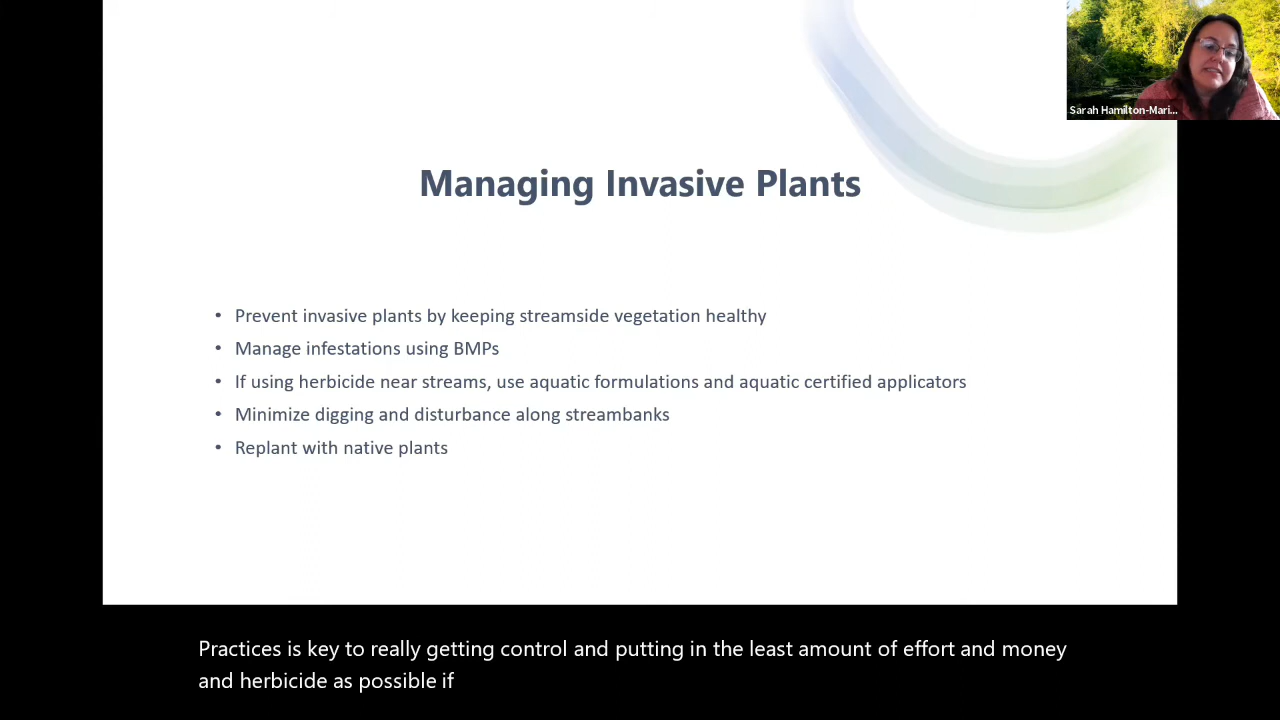 Sarah Hamilton-Mari...
Managing Invasive Plants
• Prevent invasive plants by keeping streamside vegetation healthy
• Manage infestations using BMPs
• If using herbicide near streams, use aquatic formulations and aquatic certified applicators
• Minimize digging and disturbance along streambanks
• Replant with native plants
Practices is key to really getting control and putting in the least amount of effort and money
and herbicide as possible if